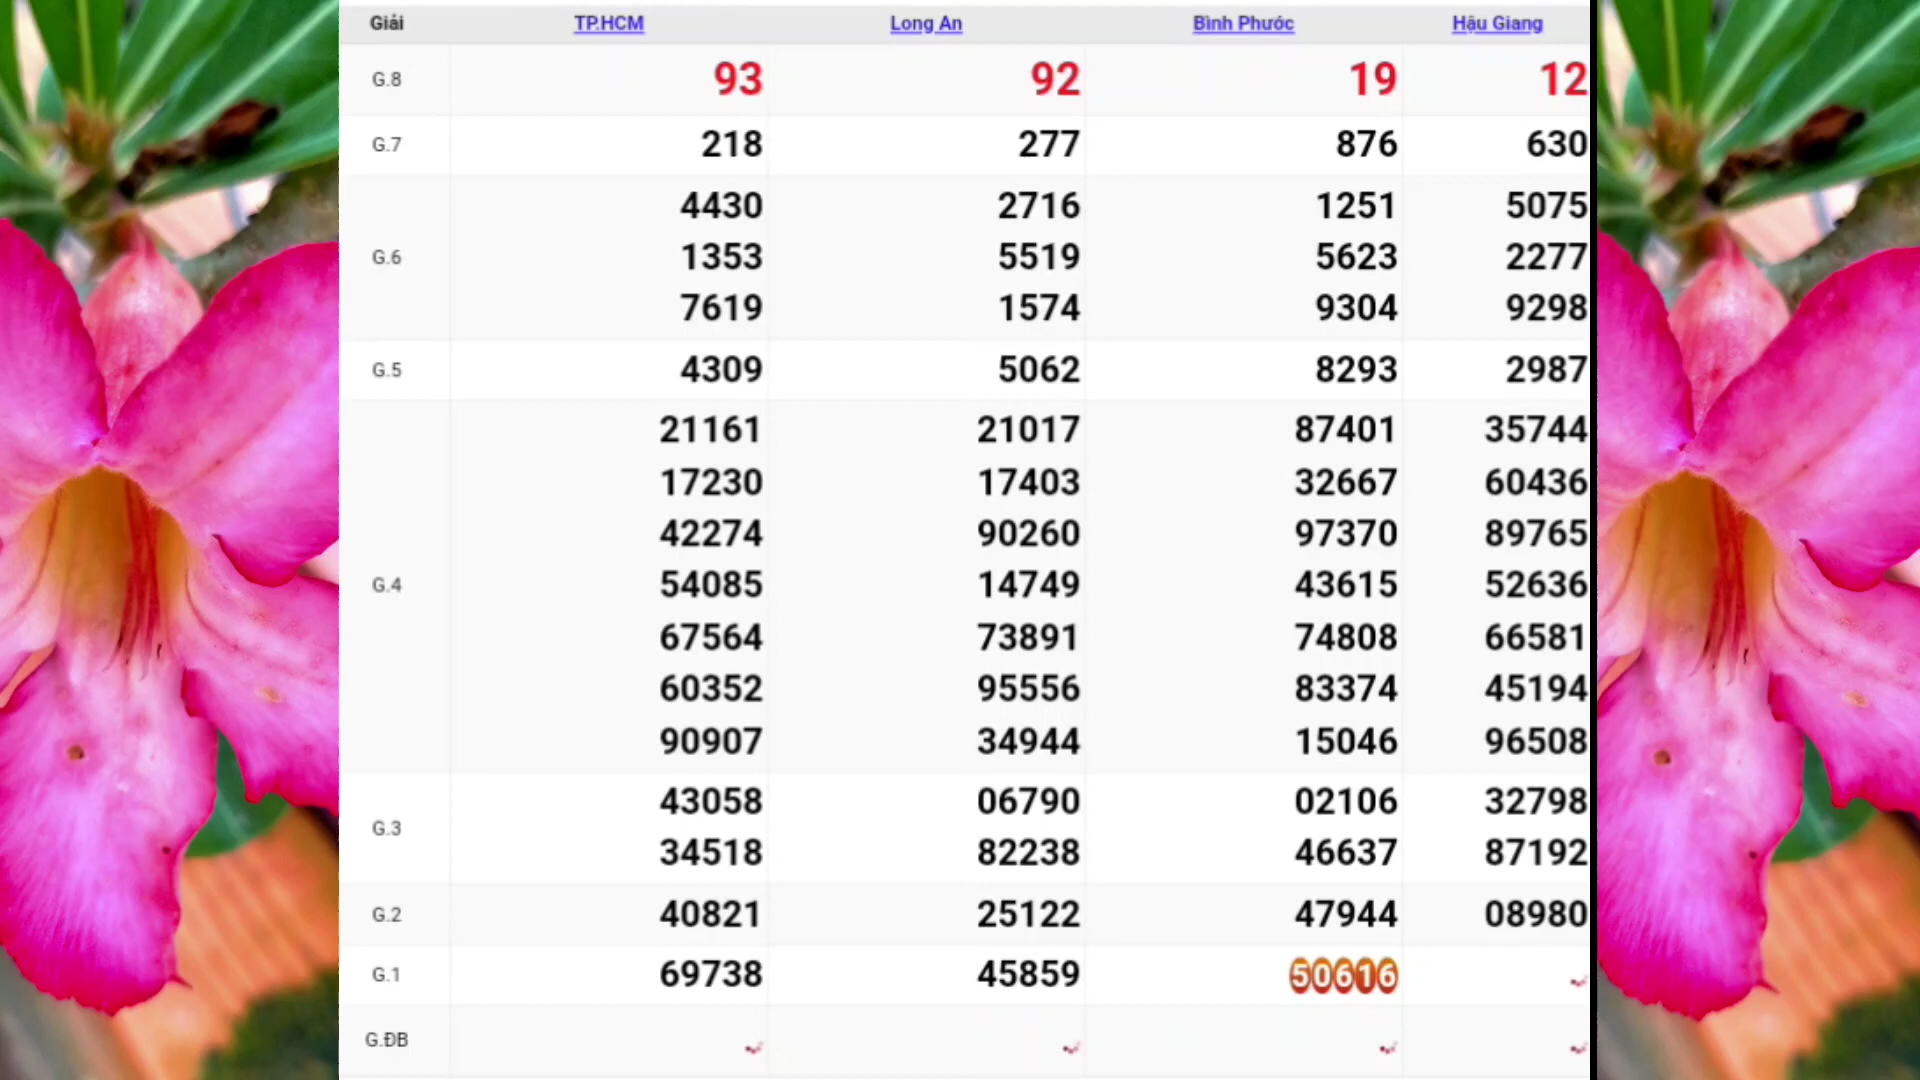 Giải TP.HCM Long An Bình Phước Hậu Giang
G.8 93 92 19 12
G.7 218 277 876 630
4430 2716 1251 5075
G.6 1353 5519 5623 2277
7619 1574 9304 9298
G.5 4309 5062 8293 2987
21161 21017 87401 35744
17230 17403 32667 60436
42274 90260 97370 89765
G.4 54085 14749 43615 52636
67564 73891 74808 66581
60352 95556 83374 45194
90907 34944 15046 96508
43058 06790 02106 32798
G.3
34518 82238 46637 87192
G.2 40821 25122 47944 08980
G.1 69738 45859 50616
G.ĐB